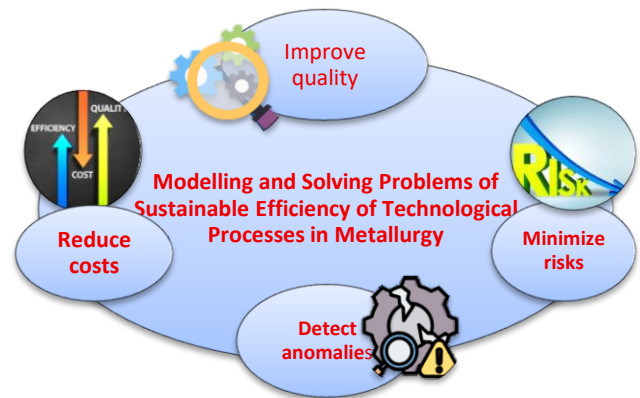 Improve
quality
EFFICIENCY
QUALIT
COST
RISK
Modelling and Solving Problems of
Sustainable Efficiency of Technological
Processes in Metallurgy
Reduce
costs
Minimize
risks
Detect
anomalies
!